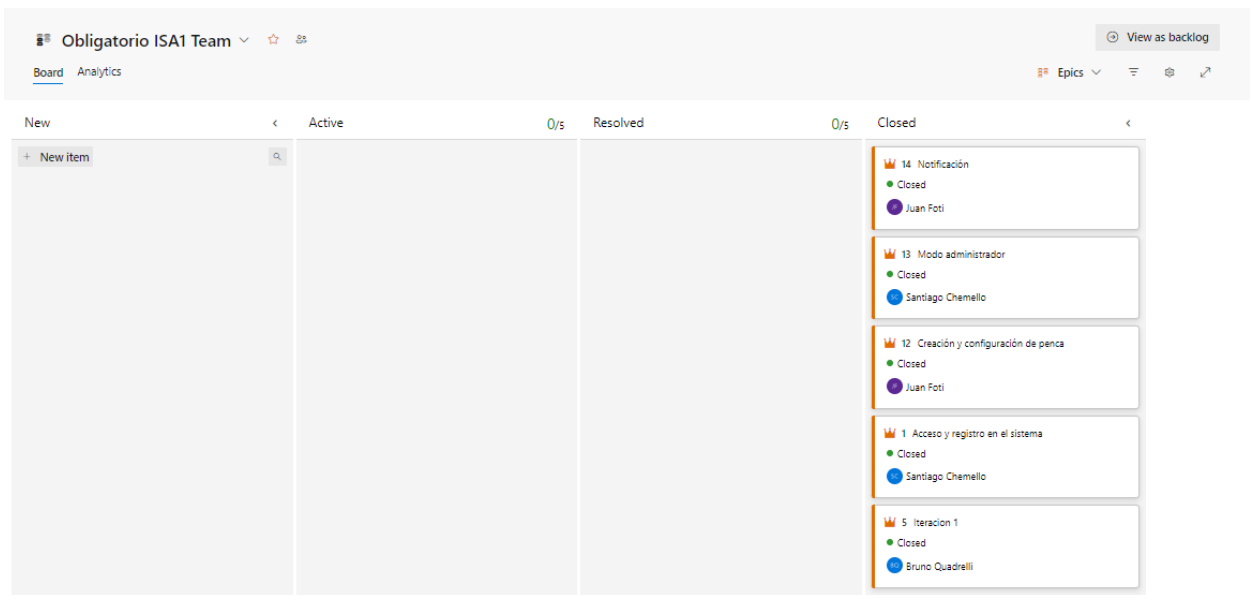 Obligatorio ISA1 Team
View as backlog
Board Analytics
Epics
New
Active 0/5
Resolved 0/5
Closed
+ New item
14 Notificación
Closed
Juan Foti
13 Modo administrador
Closed
SC Santiago Chemello
12 Creación y configuración de penca
Closed
Juan Foti
1 Acceso y registro en el sistema
Closed
SC Santiago Chemello
5 Iteracion 1
Closed
Bruno Quadrelli